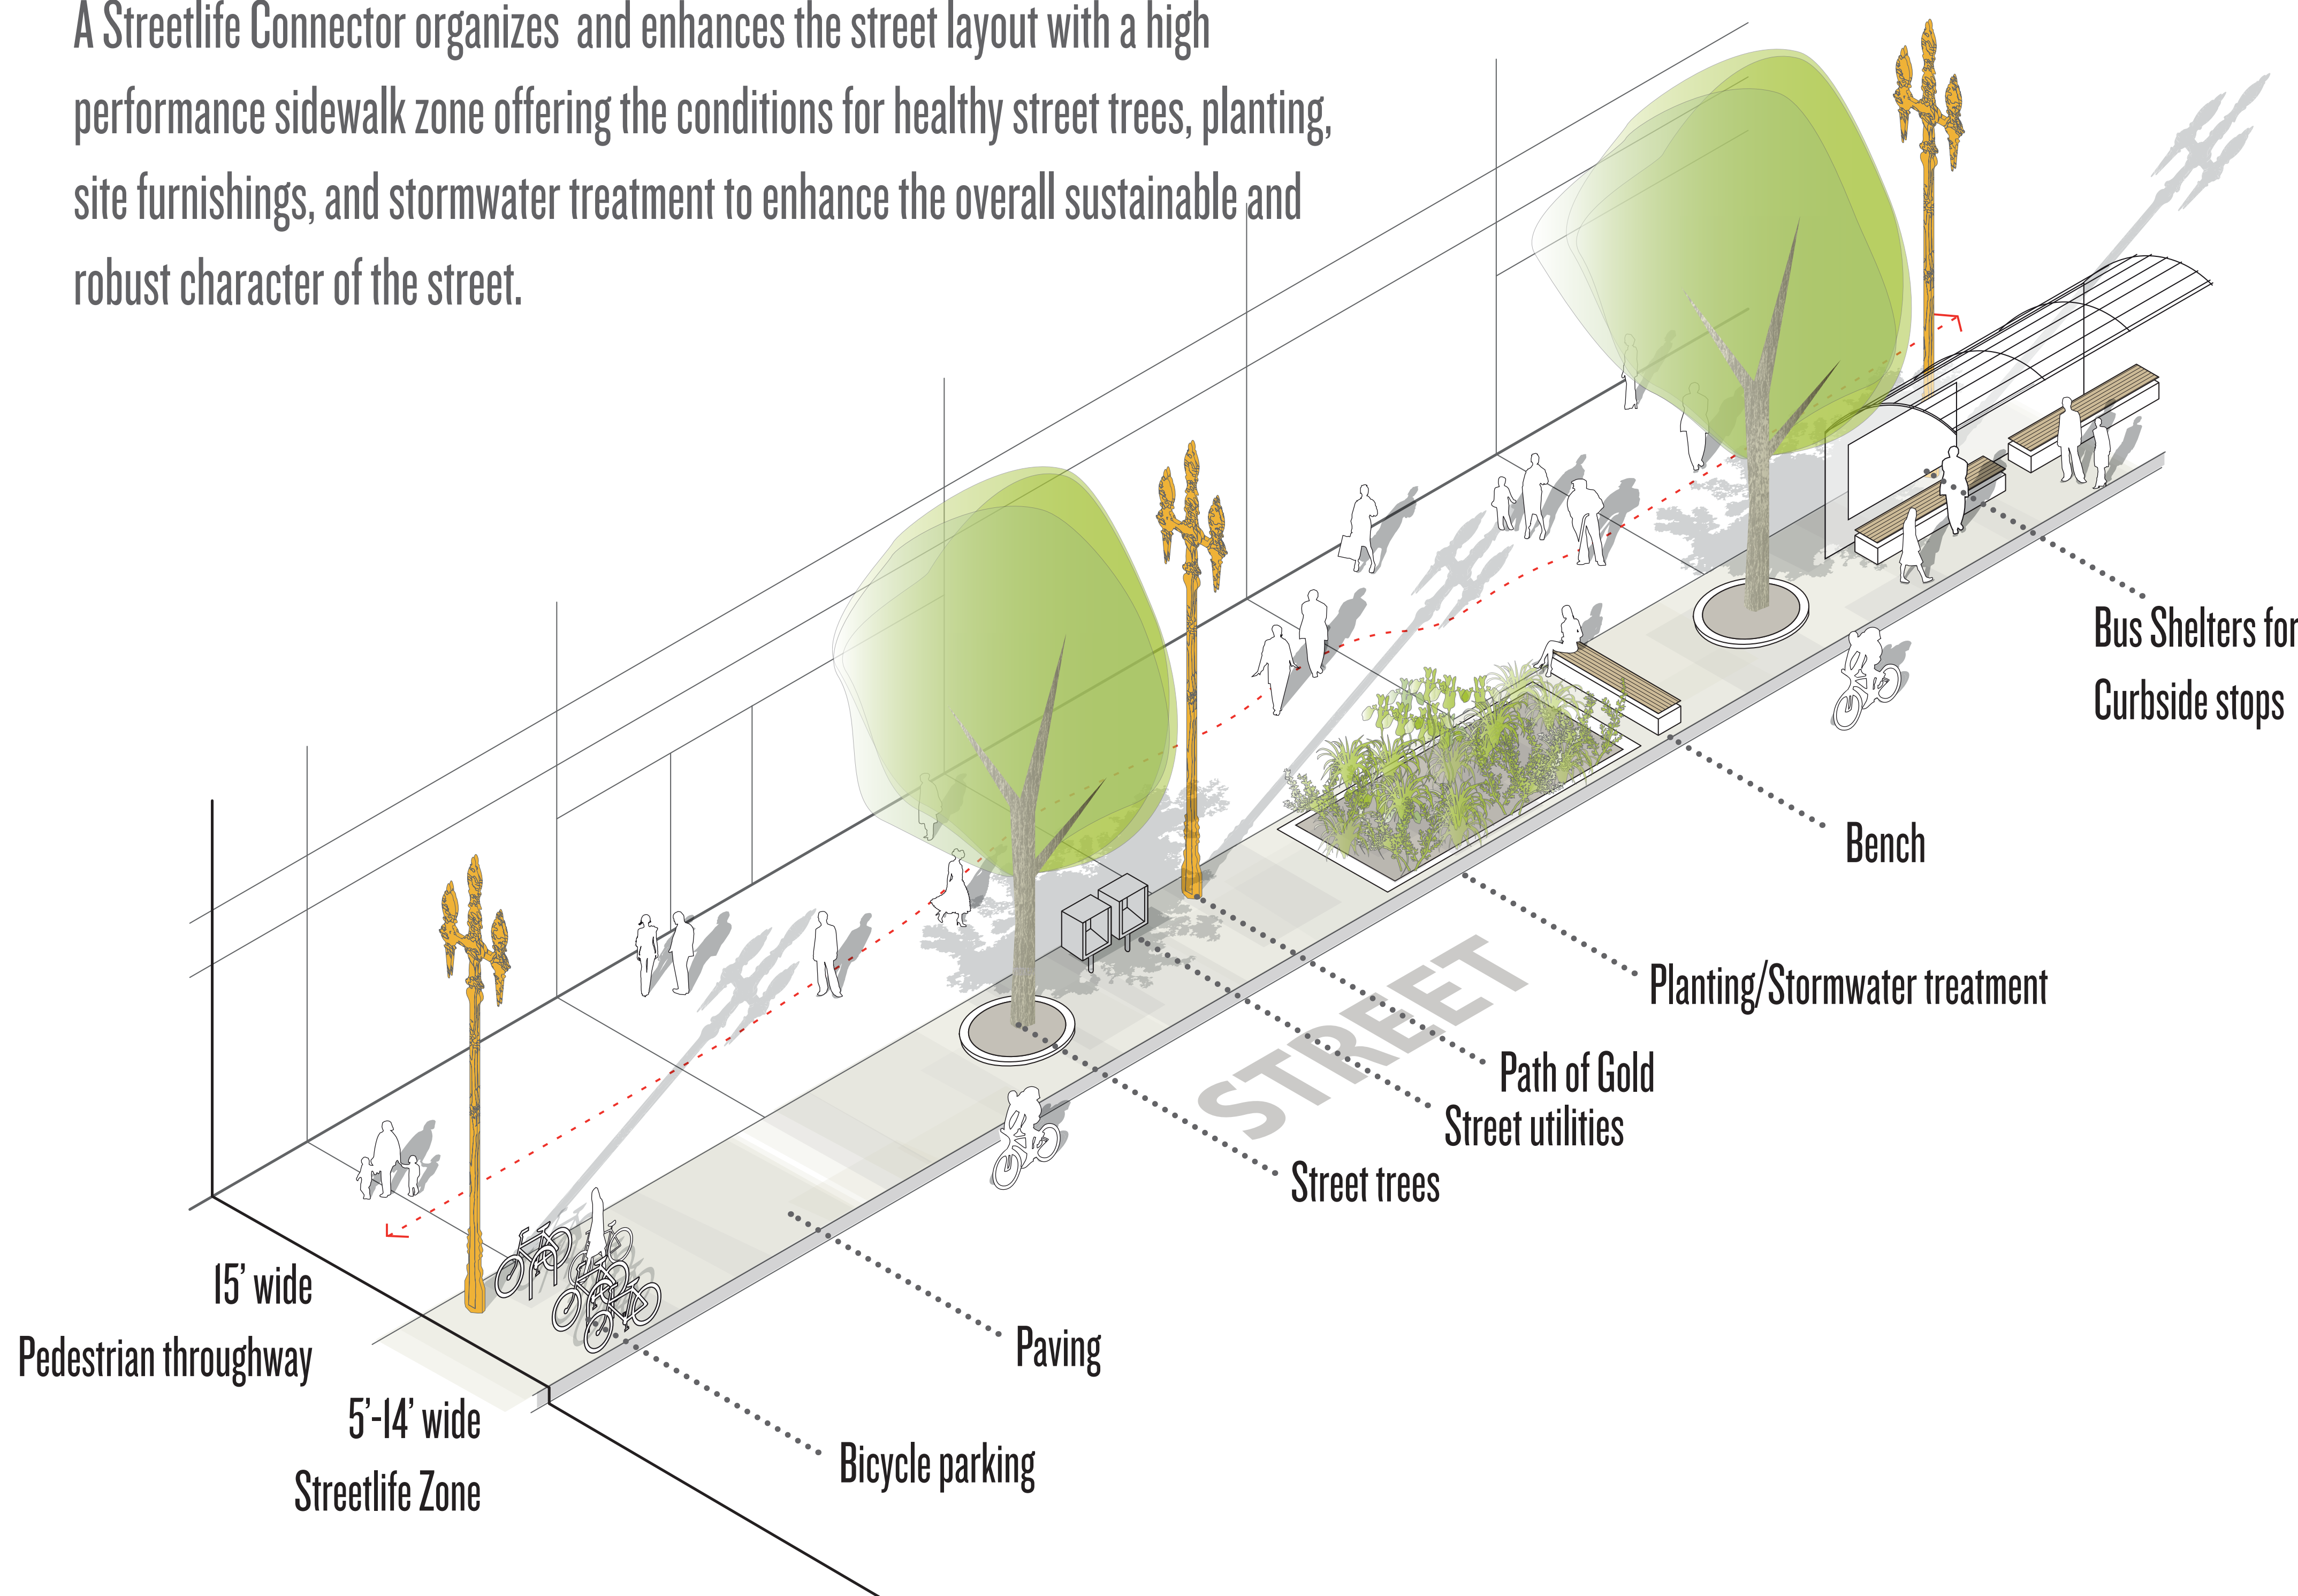 A Streetlife Connector organizes and enhances the street layout with a high
performance sidewalk zone offering the conditions for healthy street trees, planting,
site furnishings, and stormwater treatment to enhance the overall sustainable and
robust character of the street.
Bus Shelters for
Curbside stops
Bench
Planting/Stormwater treatment
STREET
Path of Gold
Street utilities
Street trees
15’ wide
Pedestrian throughway
Paving
5’-14’ wide
Streetlife Zone
Bicycle parking